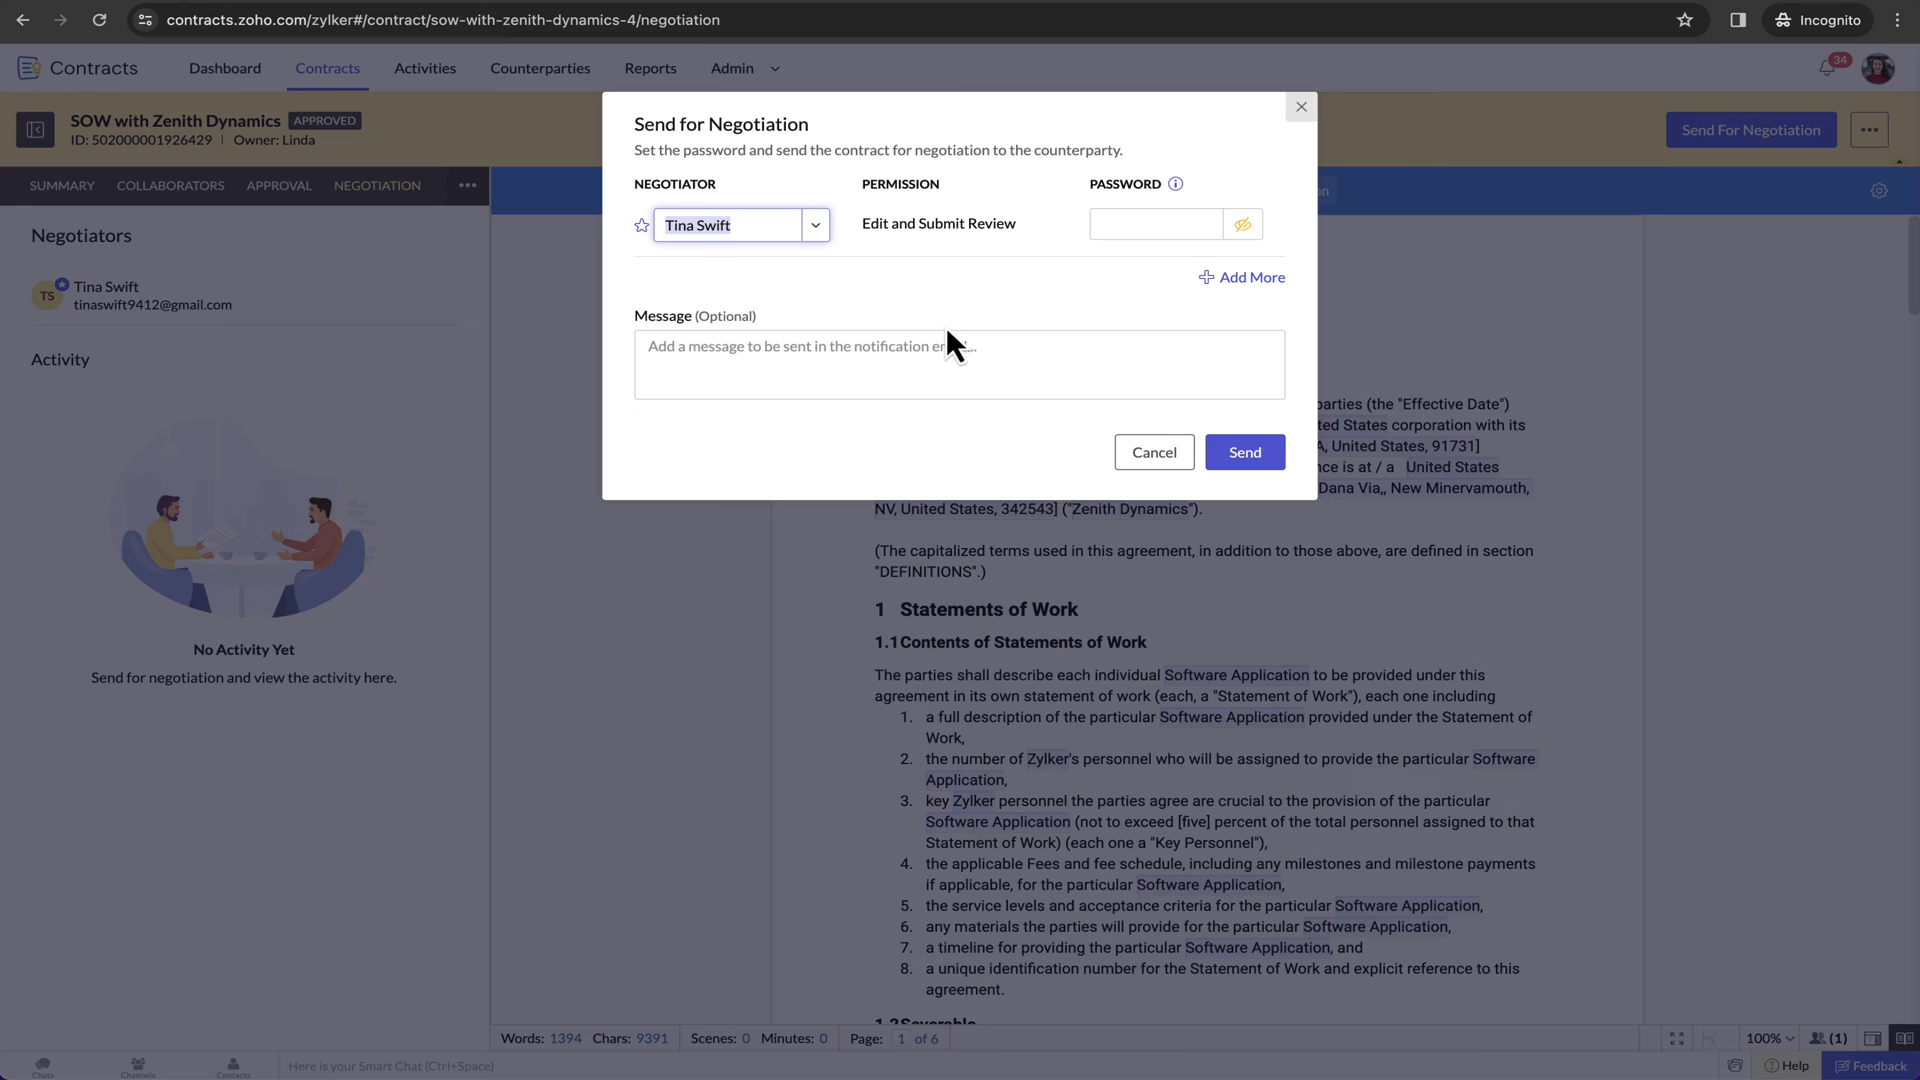 contracts.zoho.com/zylker#/contract/sow-with-zenith-dynamics-4/negotiation
Incognito
Contracts
Dashboard
Contracts
Activities
Counterparties
Reports
Admin
34
SOW with Zenith Dynamics APPROVED
ID: 502000001926429 | Owner: Linda
Send For Negotiation
SUMMARY COLLABORATORS APPROVAL NEGOTIATION
Negotiators
TS
Tina Swift
tinaswift9412@gmail.com
Activity
No Activity Yet
Send for negotiation and view the activity here.
Send for Negotiation
Set the password and send the contract for negotiation to the counterparty.
NEGOTIATOR PERMISSION PASSWORD
Tina Swift Edit and Submit Review
Add More
Message (Optional)
Add a message to be sent in the notification
Cancel Send
parties (the "Effective Date")
ted States corporation with its
A, United States, 91731]
nce is at / a United States
Dana Via,, New Minervamouth,
NV, United States, 342543] ("Zenith Dynamics").
(The capitalized terms used in this agreement, in addition to those above, are defined in section
"DEFINITIONS".)
1 Statements of Work
1.1Contents of Statements of Work
The parties shall describe each individual Software Application to be provided under this
agreement in its own statement of work (each, a "Statement of Work"), each one including
1. a full description of the particular Software Application provided under the Statement of
Work,
2. the number of Zylker's personnel who will be assigned to provide the particular Software
Application,
3. key Zylker personnel the parties agree are crucial to the provision of the particular
Software Application (not to exceed [five] percent of the total personnel assigned to that
Statement of Work) (each one a "Key Personnel"),
4. the applicable Fees and fee schedule, including any milestones and milestone payments
if applicable, for the particular Software Application,
5. the service levels and acceptance criteria for the particular Software Application,
6. any materials the parties will provide for the particular Software Application,
7. a timeline for providing the particular Software Application, and
8. a unique identification number for the Statement of Work and explicit reference to this
agreement.
Words: 1394 Chars: 9391 Scenes: 0 Minutes: 0 Page: 1 of 6
100% (1)
Chats
Channels
Contacts
Here is your Smart Chat (Ctrl+Space)
Help
Feedback